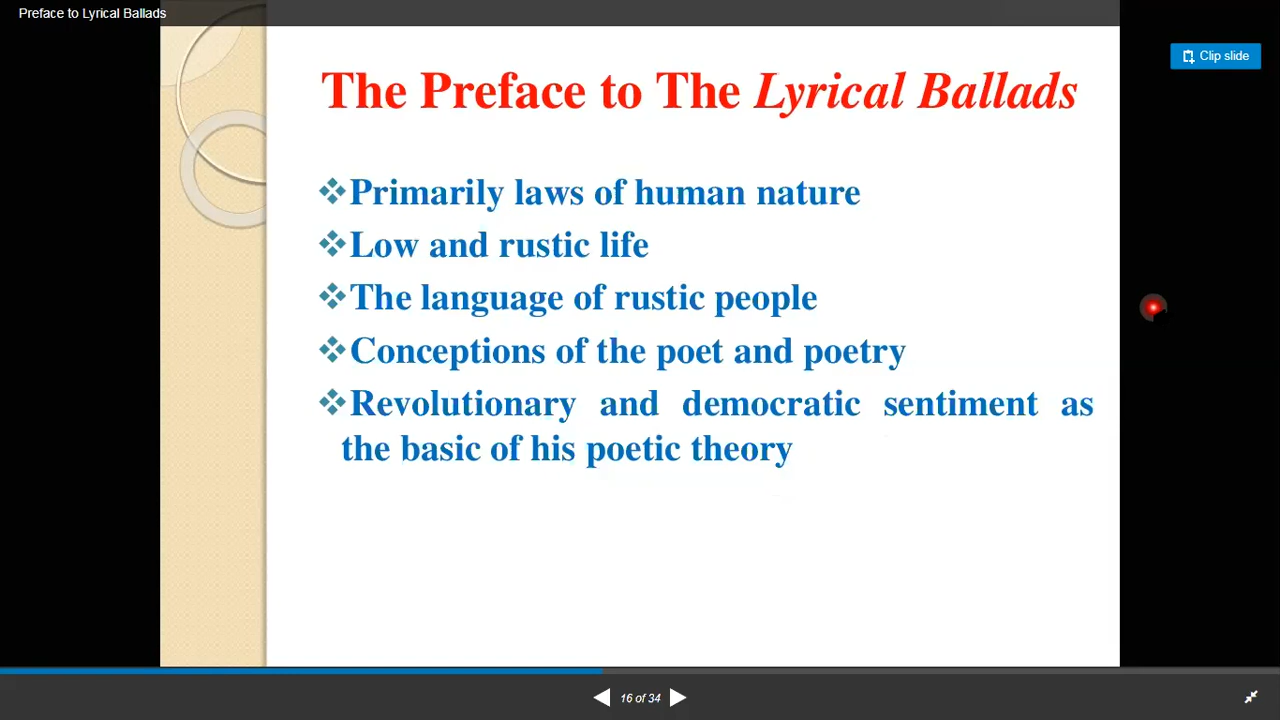 Preface to Lyrical Ballads
Clip slide
The Preface to The Lyrical Ballads
❖Primarily laws of human nature
❖Low and rustic life
❖The language of rustic people
❖Conceptions of the poet and poetry
❖Revolutionary and democratic sentiment as
the basic of his poetic theory
16 of 34